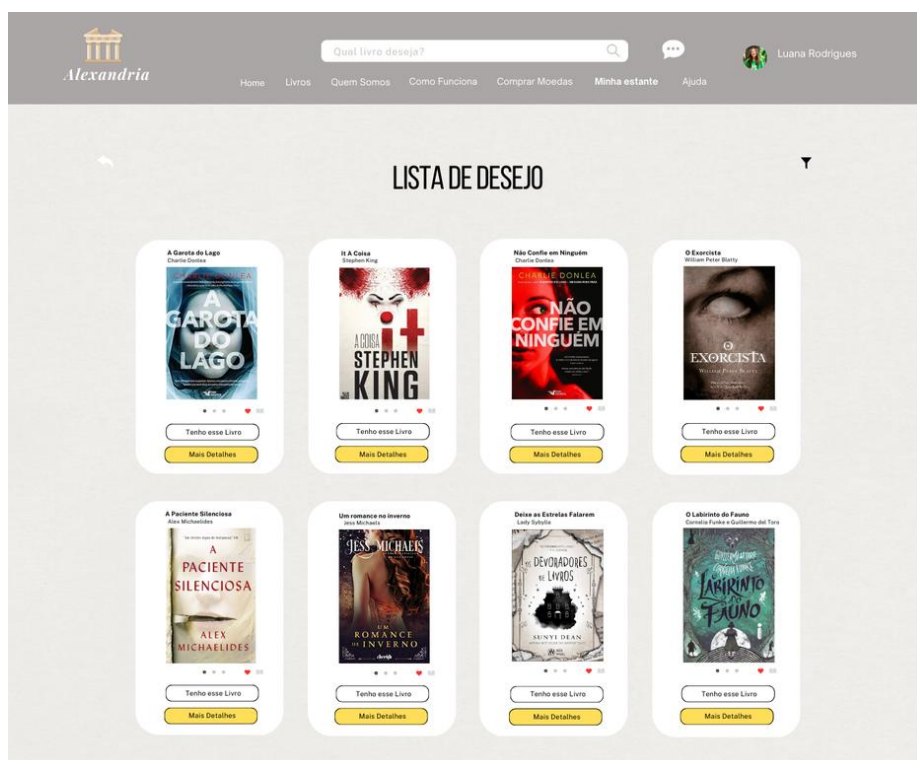 Qual livro deseja?
Luana Rodrigues
Alexandria
Home Livros Quem Somos Como Funciona Comprar Moedas Minha estante Ajuda
LISTA DE DESEJO
A Garota do Lago
Charlie Donlea
CHARLIE DONLEA
A
GAROTA
DO
LAGO
Tenho esse Livro
Mais Detalhes
It A Coisa
Stephen King
A COISA
it
STEPHEN
KING
Tenho esse Livro
Mais Detalhes
Não Confie em Ninguém
Charlie Donlea
CHARLIE DONLEA
NÃO
CONFIE EM
NINGUÉM
Tenho esse Livro
Mais Detalhes
O Exorcista
William Peter Blatty
O
EXORCISTA
WILLIAM PETER BLATTY
Tenho esse Livro
Mais Detalhes
A Paciente Silenciosa
Alex Michaelides
A
PACIENTE
SILENCIOSA
ALEX
MICHAELIDES
Tenho esse Livro
Mais Detalhes
Um romance no inverno
Jess Michaels
JESS MICHAELS
UM
ROMANCE
DE INVERNO
Tenho esse Livro
Mais Detalhes
Deixe as Estrelas Falarem
Lady Sybylla
DEVORADORES
DE LIVROS
SUNYI DEAN
Tenho esse Livro
Mais Detalhes
O Labirinto do Fauno
Cornelia Funke e Guillermo del Toro
LABIRINTO
DO
FAUNO
Tenho esse Livro
Mais Detalhes